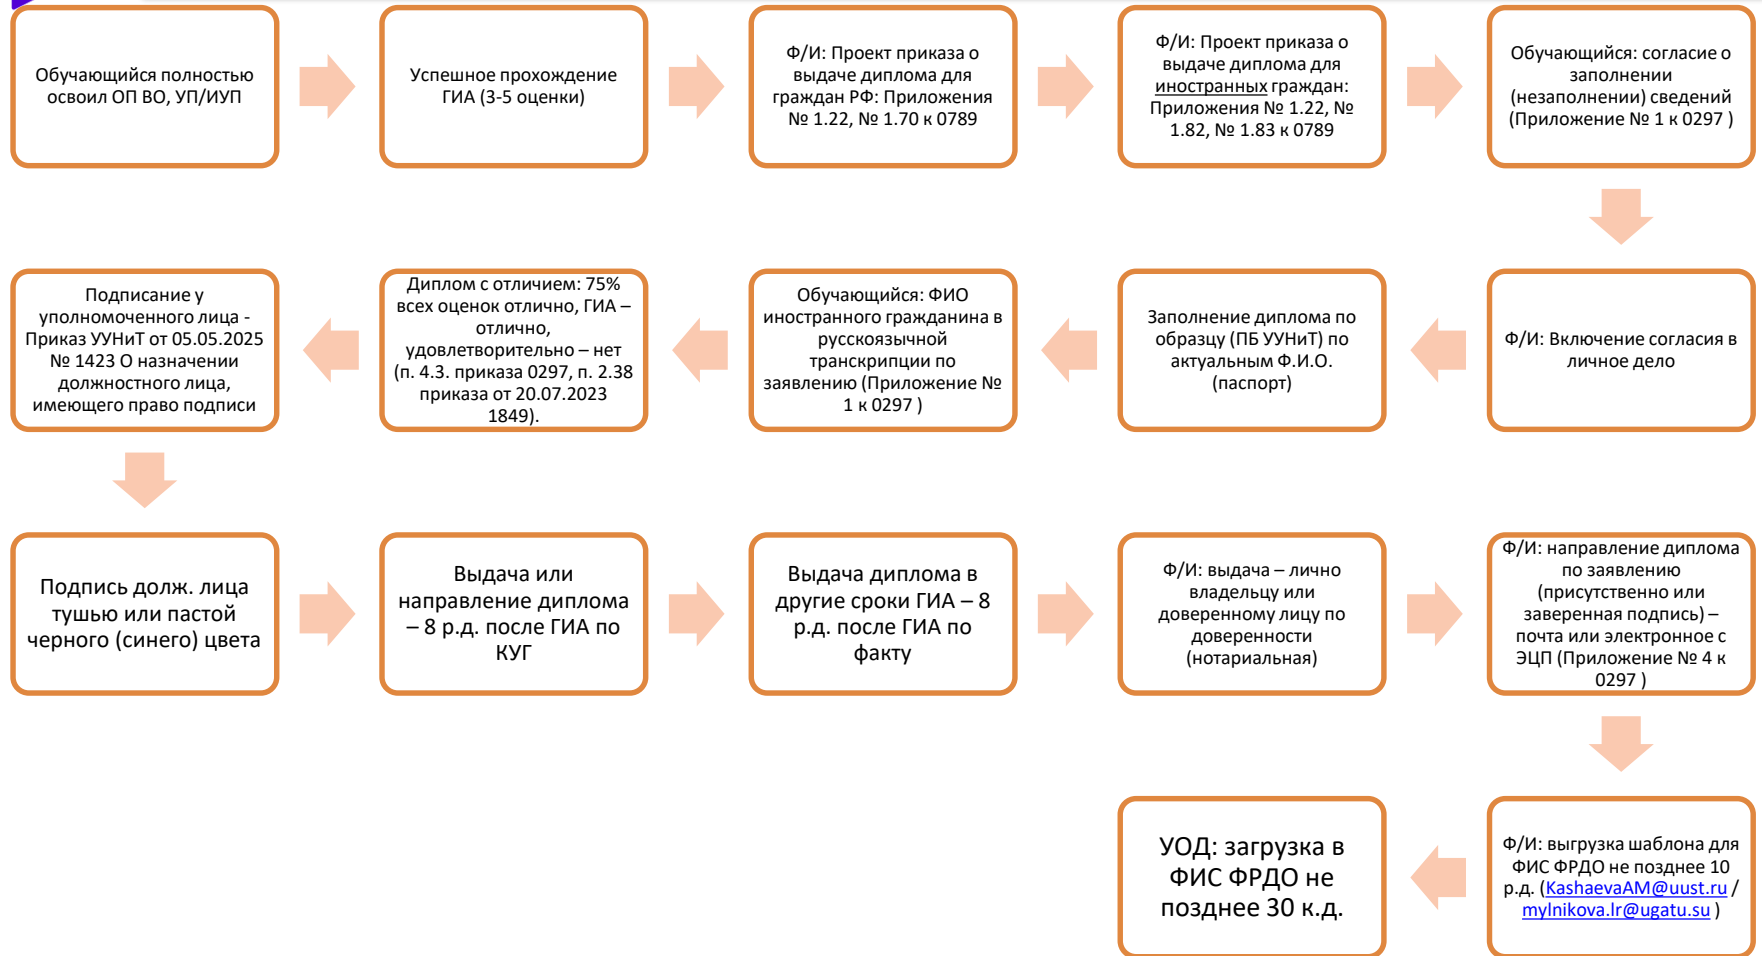 Обучающийся полностью
освоил ОП ВО, УП/ИУП
Успешное прохождение
ГИА (3-5 оценки)
Ф/И: Проект приказа о
выдаче диплома для
граждан РФ: Приложения
№ 1.22, № 1.70 к 0789
Ф/И: Проект приказа о
выдаче диплома для
иностранных граждан:
Приложения № 1.22, №
1.82, № 1.83 к 0789
Обучающийся: согласие о
заполнении
(незаполнении) сведений
(Приложение № 1 к 0297 )
Ф/И: Включение согласия в
личное дело
Заполнение диплома по
образцу (ПБ УУНиТ) по
актуальным Ф.И.О.
(паспорт)
Обучающийся: ФИО
иностранного гражданина в
русскоязычной
транскрипции по
заявлению (Приложение №
1 к 0297 )
Диплом с отличием: 75%
всех оценок отлично, ГИА –
отлично,
удовлетворительно – нет
(п. 4.3. приказа 0297, п. 2.38
приказа от 20.07.2023
1849).
Подписание у
уполномоченного лица -
Приказ УУНиТ от 05.05.2025
№ 1423 О назначении
должностного лица,
имеющего право подписи
Подпись долж. лица
тушью или пастой
черного (синего) цвета
Выдача или
направление диплома
– 8 р.д. после ГИА по
КУГ
Выдача диплома в
другие сроки ГИА – 8
р.д. после ГИА по
факту
Ф/И: выдача – лично
владельцу или
доверенному лицу по
доверенности
(нотариальная)
Ф/И: направление диплома
по заявлению
(присутственно или
заверенная подпись) –
почта или электронное с
ЭЦП (Приложение № 4 к
0297 )
Ф/И: выгрузка шаблона для
ФИС ФРДО не позднее 10
р.д. (KashaevaAM@uust.ru /
mylnikova.lr@ugatu.su )
УОД: загрузка в
ФИС ФРДО не
позднее 30 к.д.